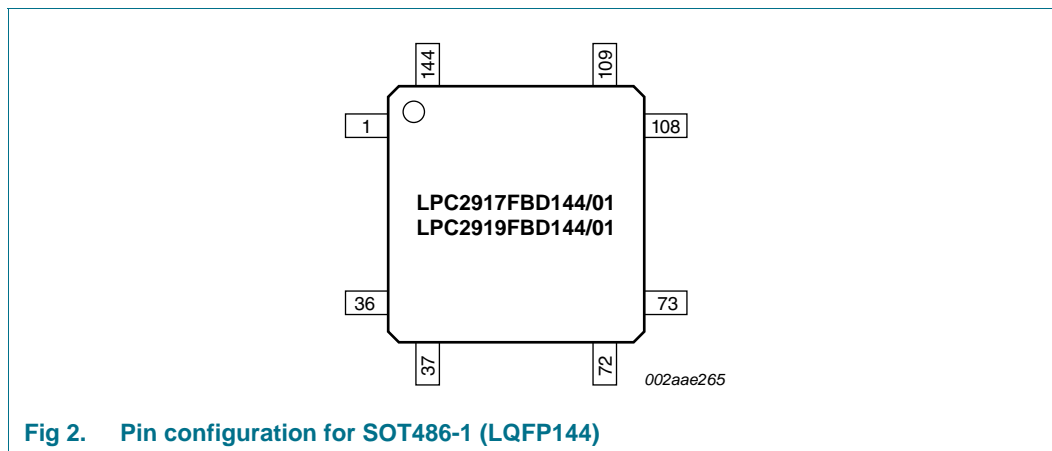 144
109
1
108
LPC2917FBD144/01
LPC2919FBD144/01
36
73
37
72
002aae265
Fig 2. Pin configuration for SOT486-1 (LQFP144)